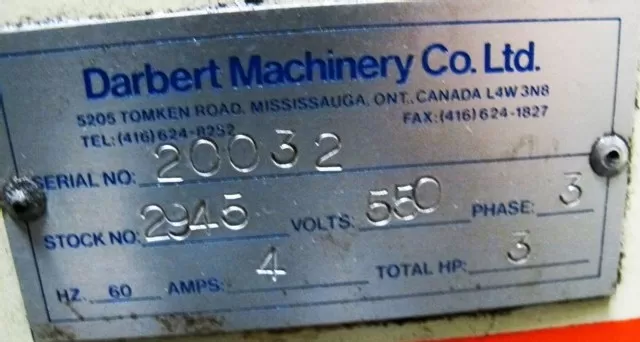 Darbert Machinery Co. Ltd.
5205 TOMKEN ROAD, MISSISSAUGA, ONT., CANADA L4W 3N8
TEL: (416) 624-8252 FAX: (416) 624-1827
SERIAL NO: 20032
STOCK NO: 2945 VOLTS: 550 PHASE: 3
HZ. 60 AMPS: 4 TOTAL HP: 3